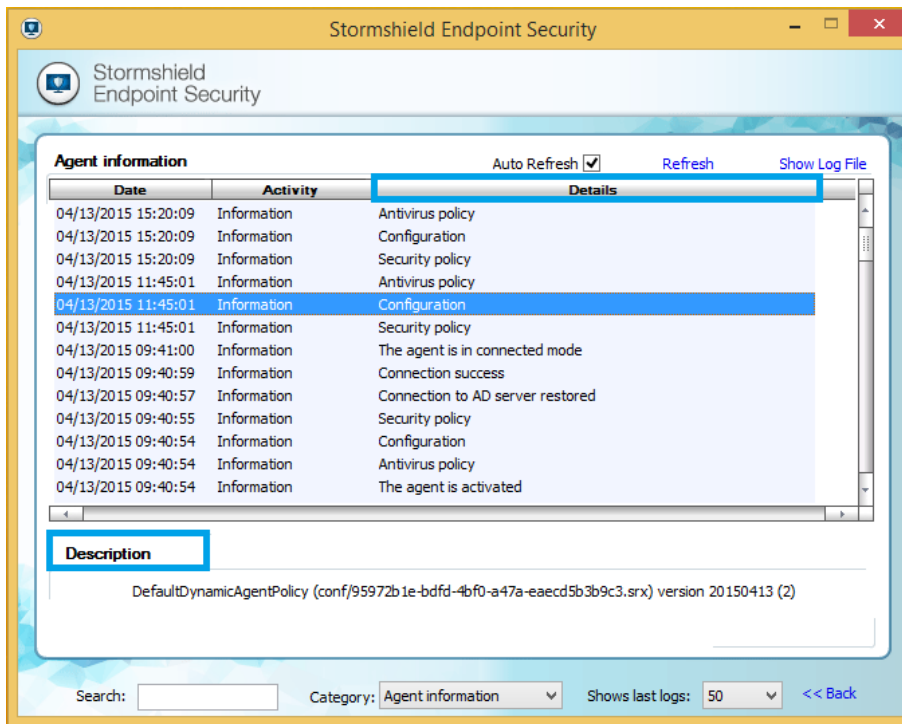 Stormshield Endpoint Security
Stormshield
Endpoint Security
Agent information Auto Refresh Refresh Show Log File
Date Activity Details
04/13/2015 15:20:09 Information Antivirus policy
04/13/2015 15:20:09 Information Configuration
04/13/2015 15:20:09 Information Security policy
04/13/2015 11:45:01 Information Antivirus policy
04/13/2015 11:45:01 Information Configuration
04/13/2015 11:45:01 Information Security policy
04/13/2015 09:41:00 Information The agent is in connected mode
04/13/2015 09:40:59 Information Connection success
04/13/2015 09:40:57 Information Connection to AD server restored
04/13/2015 09:40:55 Information Security policy
04/13/2015 09:40:54 Information Configuration
04/13/2015 09:40:54 Information Antivirus policy
04/13/2015 09:40:54 Information The agent is activated
Description
DefaultDynamicAgentPolicy (conf/95972b1e-bdfd-4bf0-a47a-eaecd5b3b9c3.srx) version 20150413 (2)
Search: Category: Agent information Shows last logs: 50 << Back